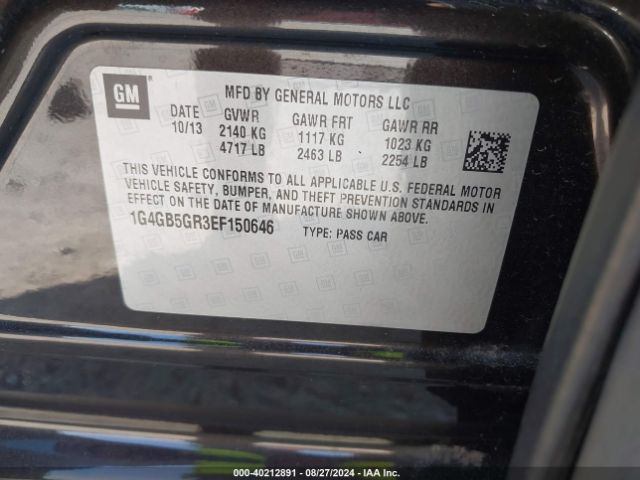 GM
MFD BY GENERAL MOTORS LLC
DATE GVWR GAWR FRT GAWR RR
10/13 2140 KG 1117 KG 1023 KG
4717 LB 2463 LB 2254 LB
THIS VEHICLE CONFORMS TO ALL APPLICABLE U.S. FEDERAL MOTOR
VEHICLE SAFETY, BUMPER, AND THEFT PREVENTION STANDARDS IN
EFFECT ON THE DATE OF MANUFACTURE SHOWN ABOVE.
1G4GB5GR3EF150646 TYPE: PASS CAR
000-40212891 - 08/27/2024 - IAA Inc.